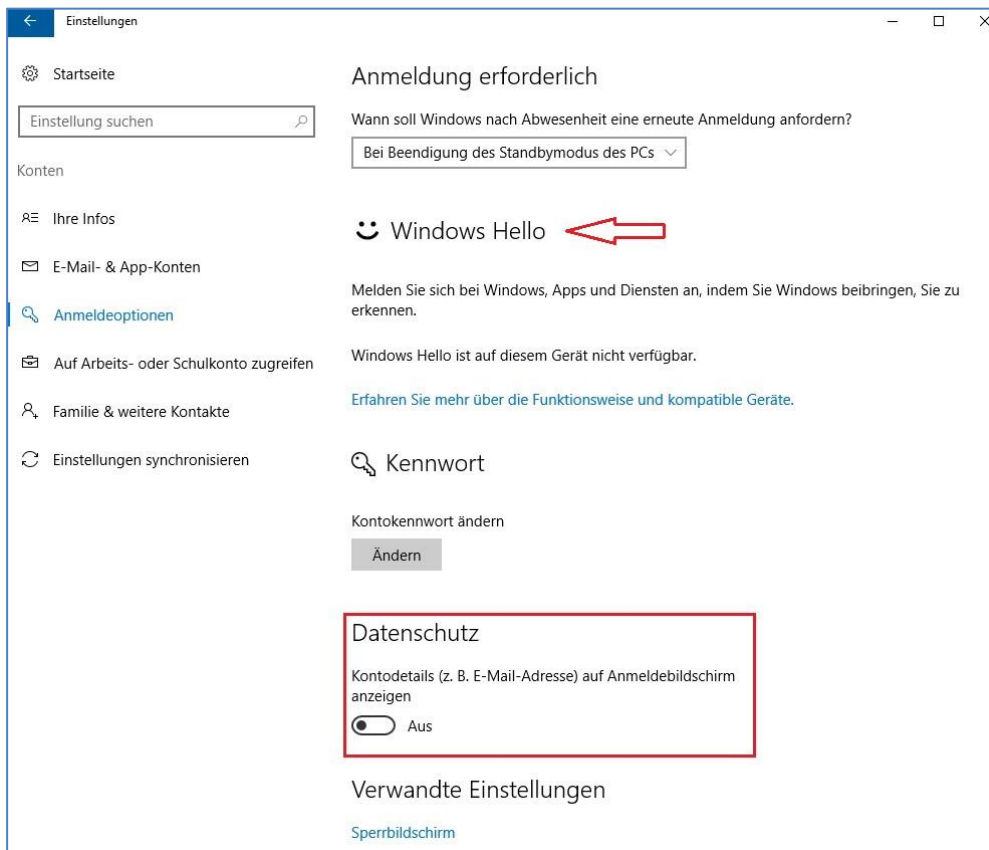 Einstellungen
Startseite
Einstellung suchen
Konten
Ihre Infos
E-Mail- & App-Konten
Anmeldeoptionen
Auf Arbeits- oder Schulkonto zugreifen
Familie & weitere Kontakte
Einstellungen synchronisieren
Anmeldung erforderlich
Wann soll Windows nach Abwesenheit eine erneute Anmeldung anfordern?
Bei Beendigung des Standbymodus des PCs
Windows Hello
Melden Sie sich bei Windows, Apps und Diensten an, indem Sie Windows beibringen, Sie zu
erkennen.
Windows Hello ist auf diesem Gerät nicht verfügbar.
Erfahren Sie mehr über die Funktionsweise und kompatible Geräte.
Kennwort
Kontokennwort ändern
Ändern
Datenschutz
Kontodetails (z. B. E-Mail-Adresse) auf Anmeldebildschirm
anzeigen
Aus
Verwandte Einstellungen
Sperrbildschirm